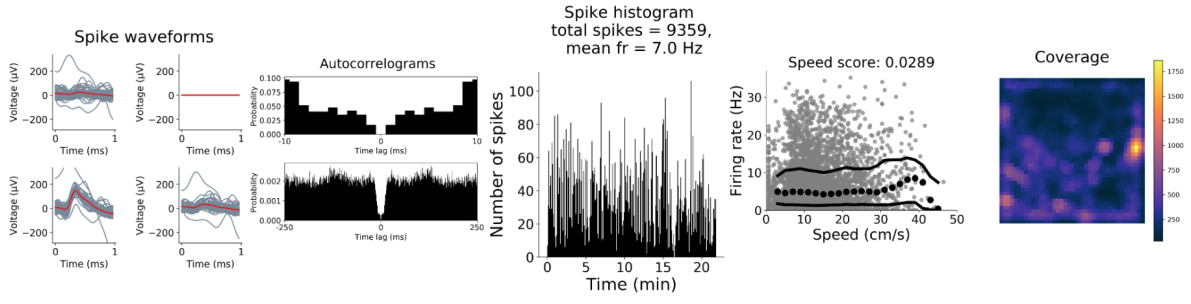 Spike waveforms
Voltage (µV)
200
0
−200
0
1
Time (ms)
Voltage (µV)
200
0
−200
0
1
Time (ms)
Voltage (µV)
200
0
−200
0
1
Time (ms)
Voltage (µV)
200
0
−200
0
1
Time (ms)
Autocorrelograms
Probability
0.100
0.075
0.050
0.025
0.000
-10
0
10
Time lag (ms)
Probability
0.002
0.000
-250
0
250
Time lag (ms)
Spike histogram
total spikes = 9359,
mean fr = 7.0 Hz
Number of spikes
100
80
60
40
20
0
0
5
10
15
20
Time (min)
Speed score: 0.0289
Firing rate (Hz)
30
20
10
0
0
10
20
30
40
50
Speed (cm/s)
Coverage
1750
1500
1250
1000
750
500
250